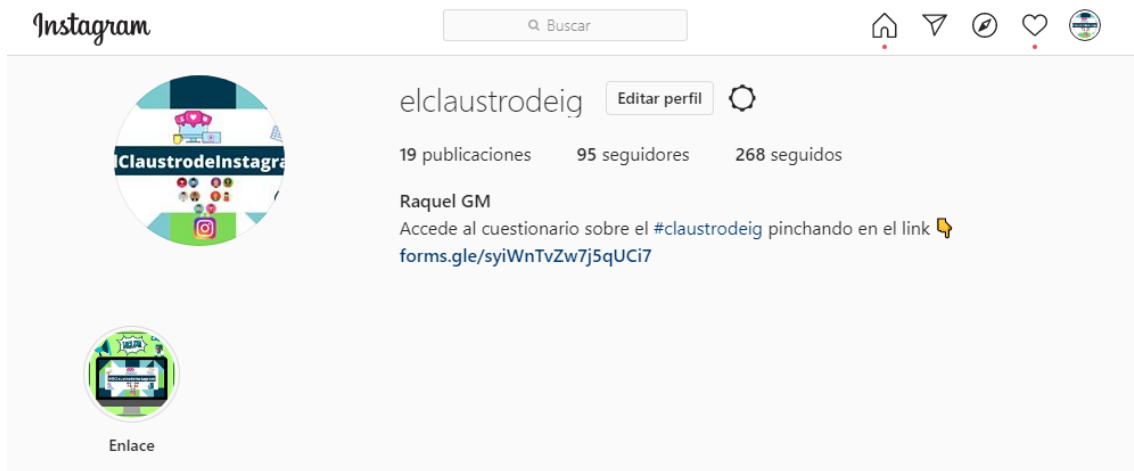 Instagram
Buscar
lClaustrodeInstagra
elclaustrodeig Editar perfil
19 publicaciones 95 seguidores 268 seguidos
Raquel GM
Accede al cuestionario sobre el #claustrodeig pinchando en el link
forms.gle/syiWnTvZw7j5qUCi7
Enlace